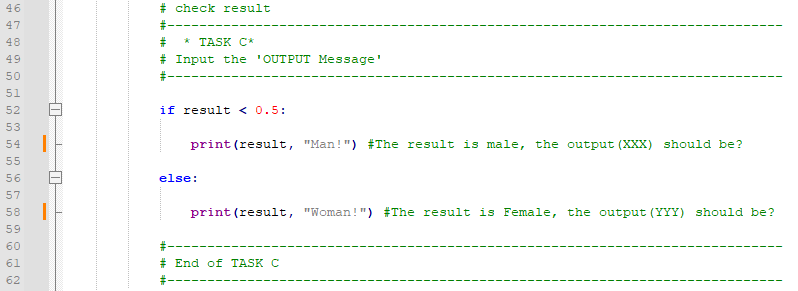 46 # check result
47 #-----------------------------------------------------------------------------
48 #  * TASK C*
49 # Input the 'OUTPUT Message'
50 #-----------------------------------------------------------------------------
51
52 if result < 0.5:
53
54 print(result, "Man!") #The result is male, the output(XXX) should be?
55
56 else:
57
58 print(result, "Woman!") #The result is Female, the output(YYY) should be?
59
60 #-----------------------------------------------------------------------------
61 # End of TASK C
62 #-----------------------------------------------------------------------------